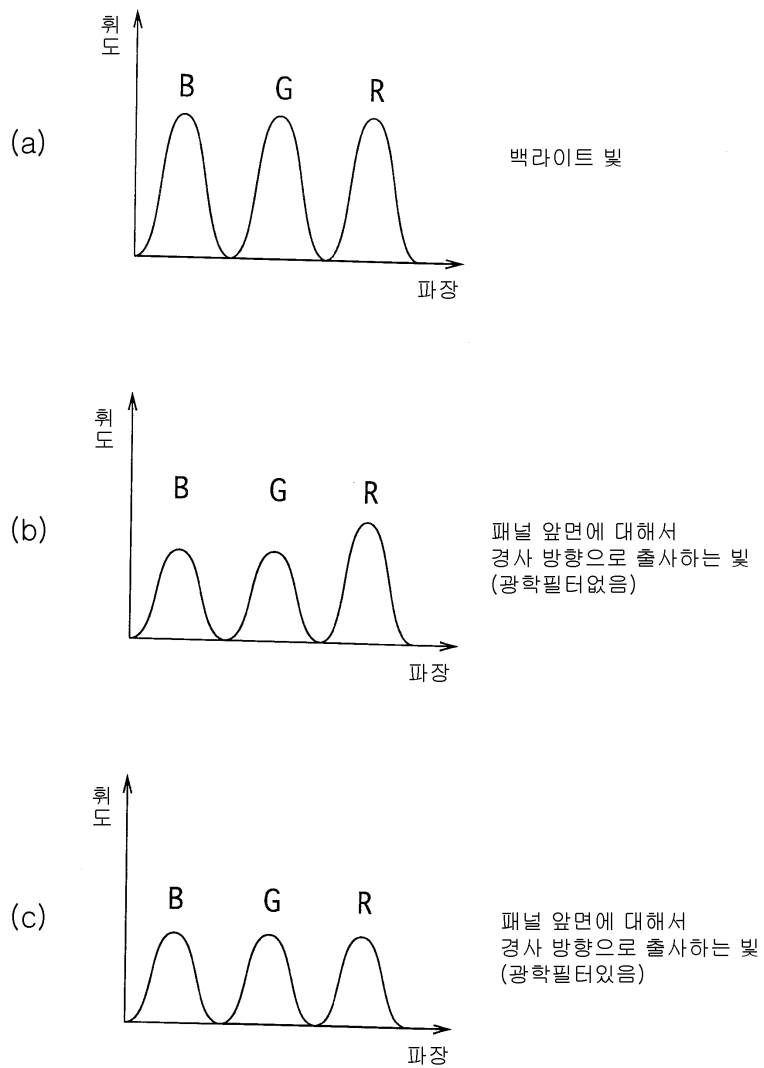 휘도
B G R
(a)
백라이트 빛
파장
휘도
B G R
(b)
패널 앞면에 대해서
경사 방향으로 출사하는 빛
(광학필터없음)
파장
휘도
B G R
(c)
패널 앞면에 대해서
경사 방향으로 출사하는 빛
(광학필터있음)
파장